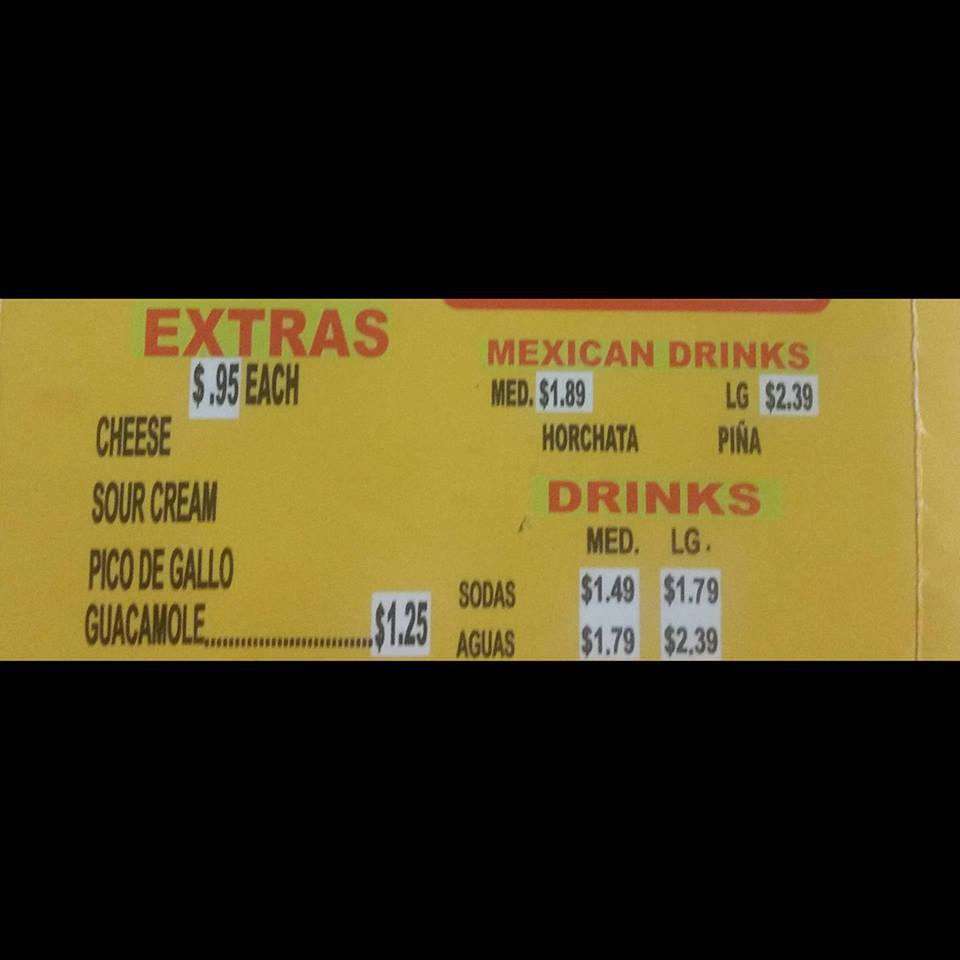 EXTRAS
$.95 EACH
CHEESE
SOUR CREAM
PICO DE GALLO
GUACAMOLE......................$1.25
MEXICAN DRINKS
MED. $1.89 LG $2.39
HORCHATA PIÑA
DRINKS
MED. LG.
SODAS $1.49 $1.79
AGUAS $1.79 $2.39